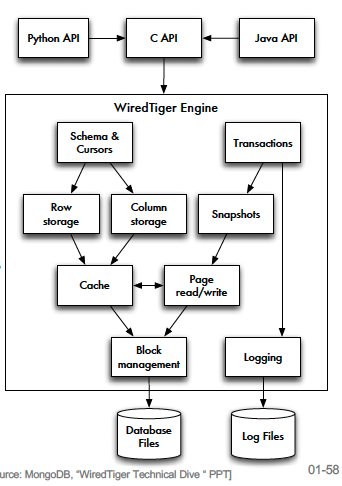 Python API
C API
Java API
WiredTiger Engine
Schema &
Cursors
Transactions
Row
storage
Column
storage
Snapshots
Cache
Page
read/write
Block
management
Logging
Database
Files
Log Files
urce: MongoDB, "WiredTiger Technical Dive " PPT]
01-58